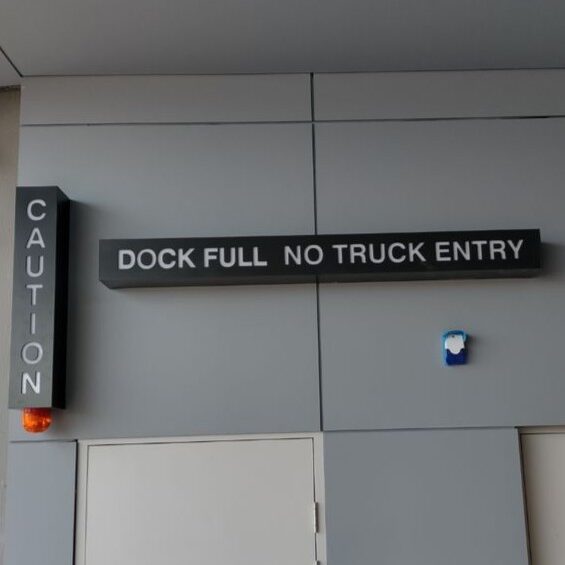 CAUTION
DOCK FULL NO TRUCK ENTRY